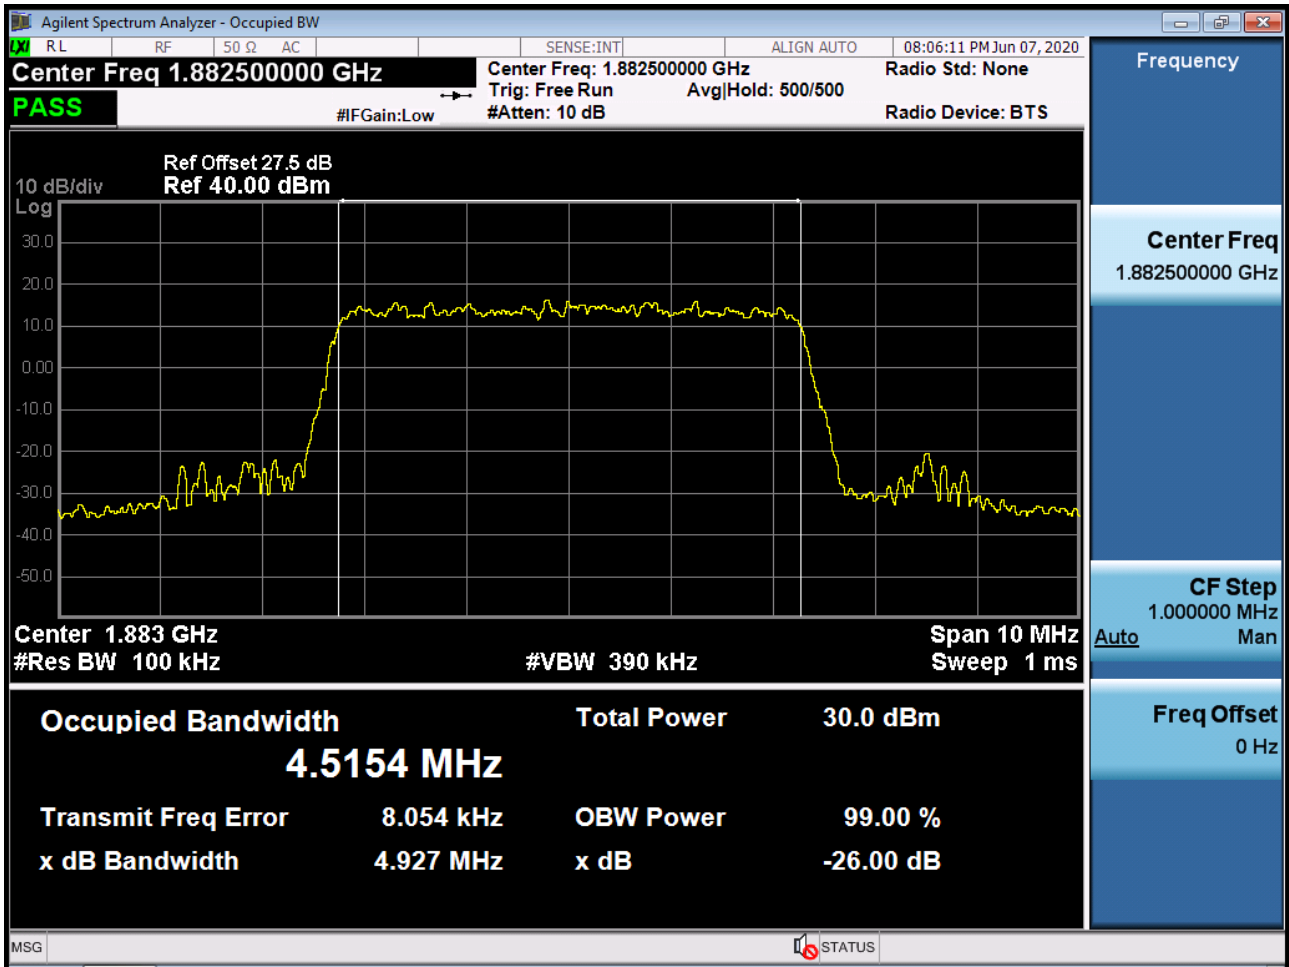 Agilent Spectrum Analyzer - Occupied BW
LXI RL RF 50 Ω AC SENSE:INT ALIGN AUTO 08:06:11 PM Jun 07, 2020
Center Freq 1.882500000 GHz
Center Freq: 1.882500000 GHz
Radio Std: None
Trig: Free Run Avg|Hold: 500/500
PASS
#IFGain:Low
#Atten: 10 dB
Radio Device: BTS
Ref Offset 27.5 dB
10 dB/div Ref 40.00 dBm
Log
30.0
20.0
10.0
0.00
-10.0
-20.0
-30.0
-40.0
-50.0
Center 1.883 GHz Span 10 MHz
#Res BW 100 kHz #VBW 390 kHz Sweep 1 ms
Occupied Bandwidth Total Power 30.0 dBm
4.5154 MHz
Transmit Freq Error 8.054 kHz OBW Power 99.00 %
x dB Bandwidth 4.927 MHz x dB -26.00 dB
Frequency
Center Freq
1.882500000 GHz
CF Step
1.000000 MHz
Auto Man
Freq Offset
0 Hz
MSG STATUS